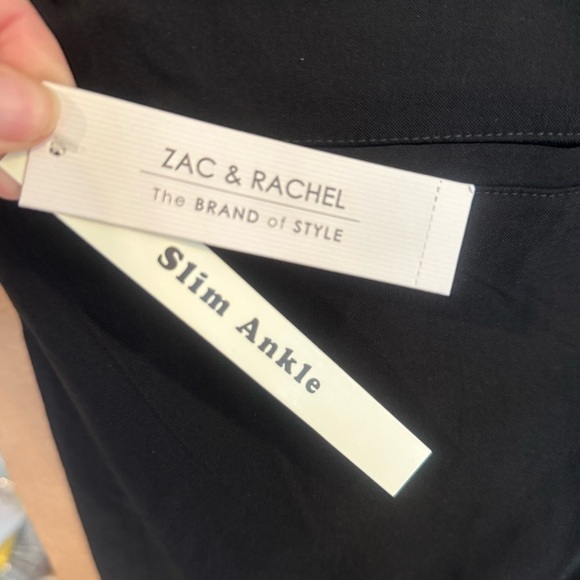 ZAC & RACHEL
The BRAND of STYLE
Slim Ankle